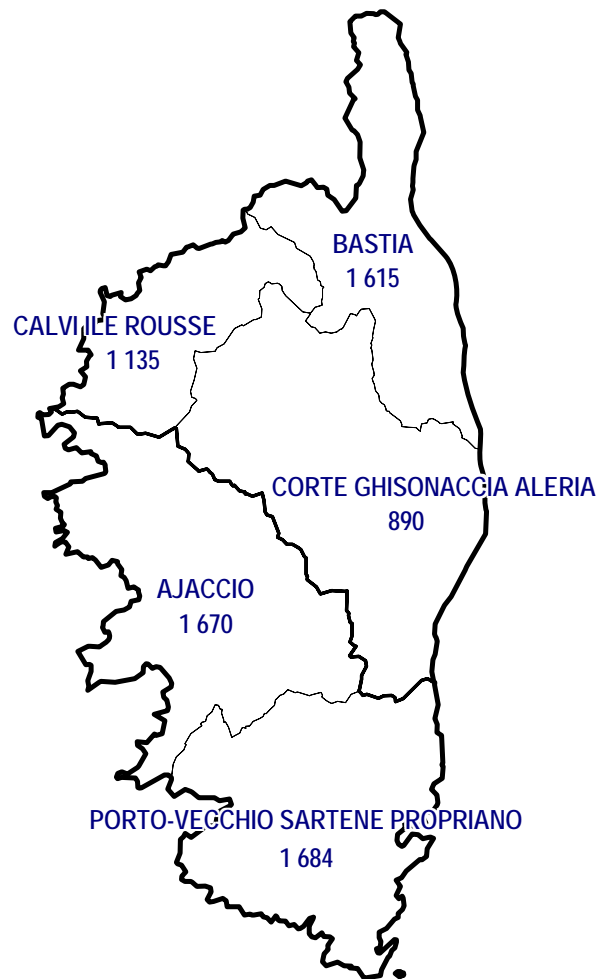 BASTIA
1 615
CALVI ILE ROUSSE
1 135
CORTE GHISONACCIA ALERIA
890
AJACCIO
1 670
PORTO-VECCHIO SARTENE PROPRIANO
1 684